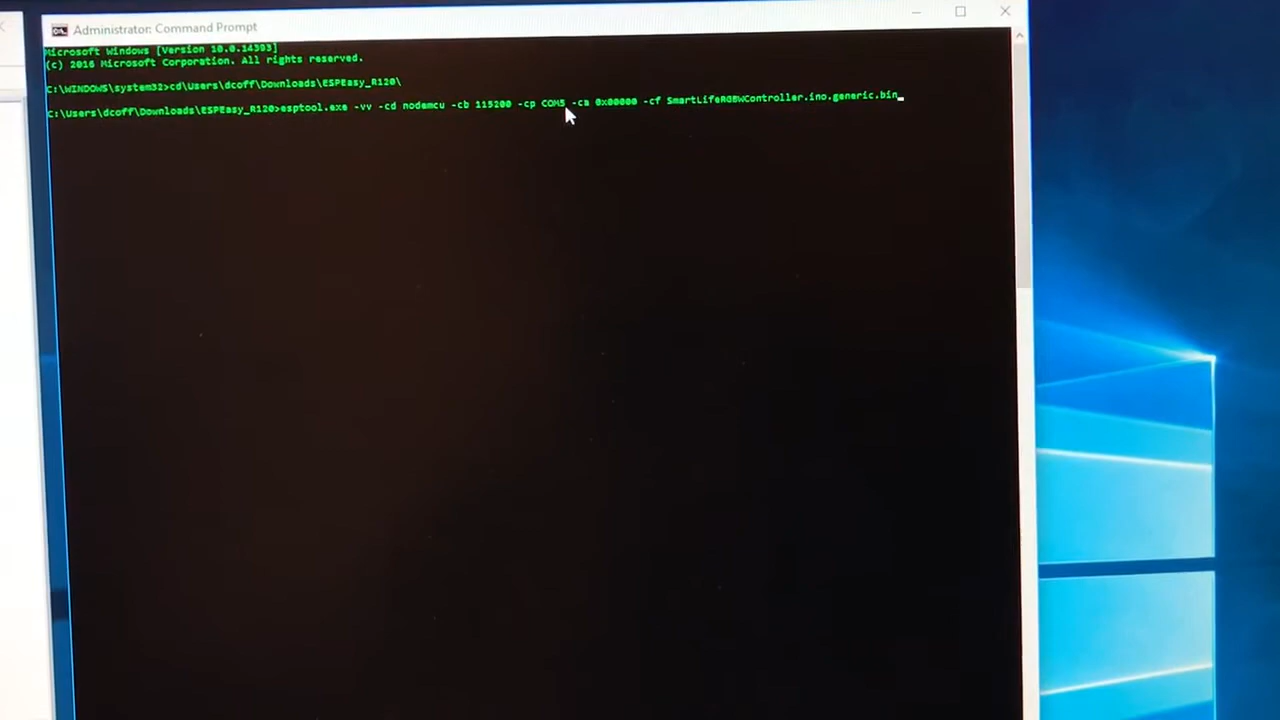 Administrator: Command Prompt
Microsoft Windows [Version 10.0.14393]
(c) 2016 Microsoft Corporation. All rights reserved.
C:\WINDOWS\system32>cd\Users\dcoff\Downloads\ESPEasy_R120\
C:\Users\dcoff\Downloads\ESPEasy_R120>esptool.exe -vv -cd nodemcu -cb 115200 -cp COM5 -ca 0x00000 -cf SmartLifeRGBWController.ino.generic.bin